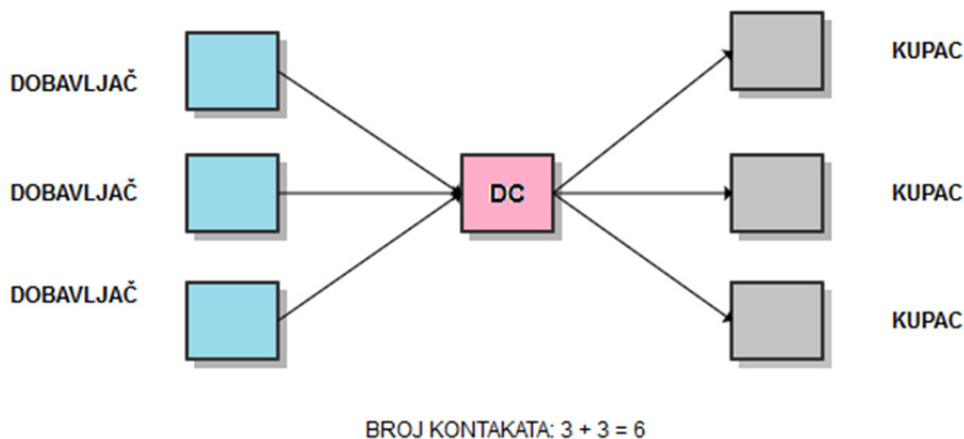 KUPAC
DOBAVLJAČ
DOBAVLJAČ
DC
KUPAC
DOBAVLJAČ
KUPAC
BROJ KONTAKATA: 3 + 3 = 6